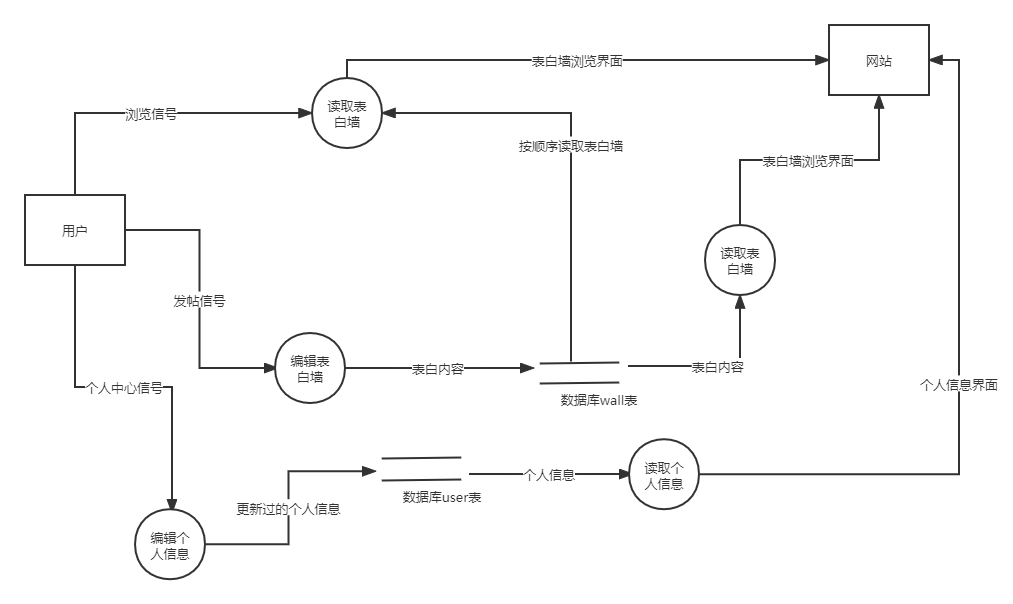 表白墙浏览界面
网站
读取表
白墙
浏览信号
按顺序读取表白墙
表白墙浏览界面
用户
读取表
白墙
发帖信号
编辑表
白墙
表白内容
表白内容
数据库wall表
个人中心信号
个人信息界面
读取个
人信息
个人信息
数据库user表
更新过的个人信息
编辑个
人信息